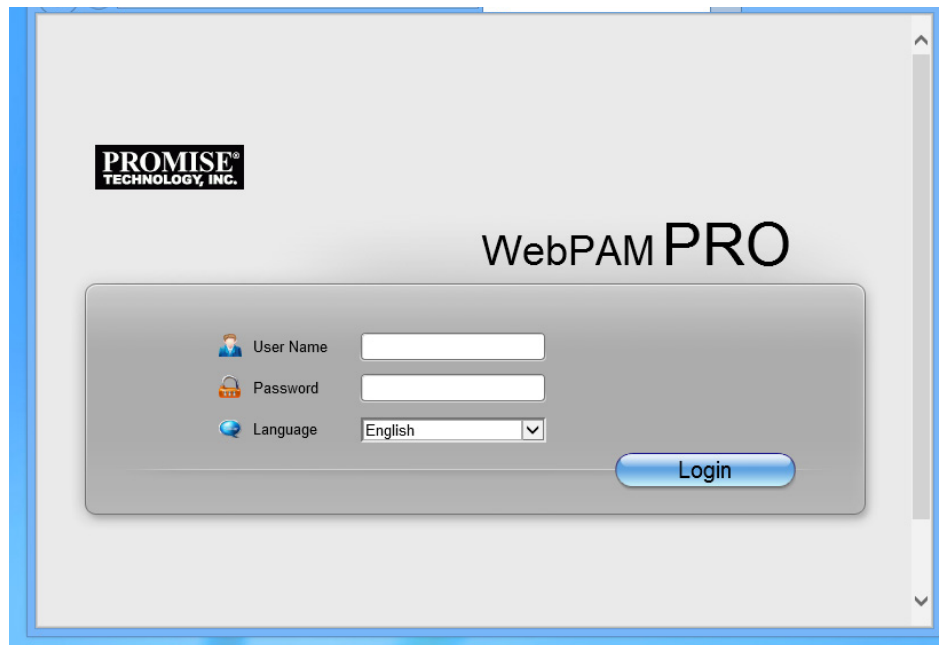 PROMISE®
TECHNOLOGY, INC.
WebPAM PRO
User Name
Password
Language
English
Login